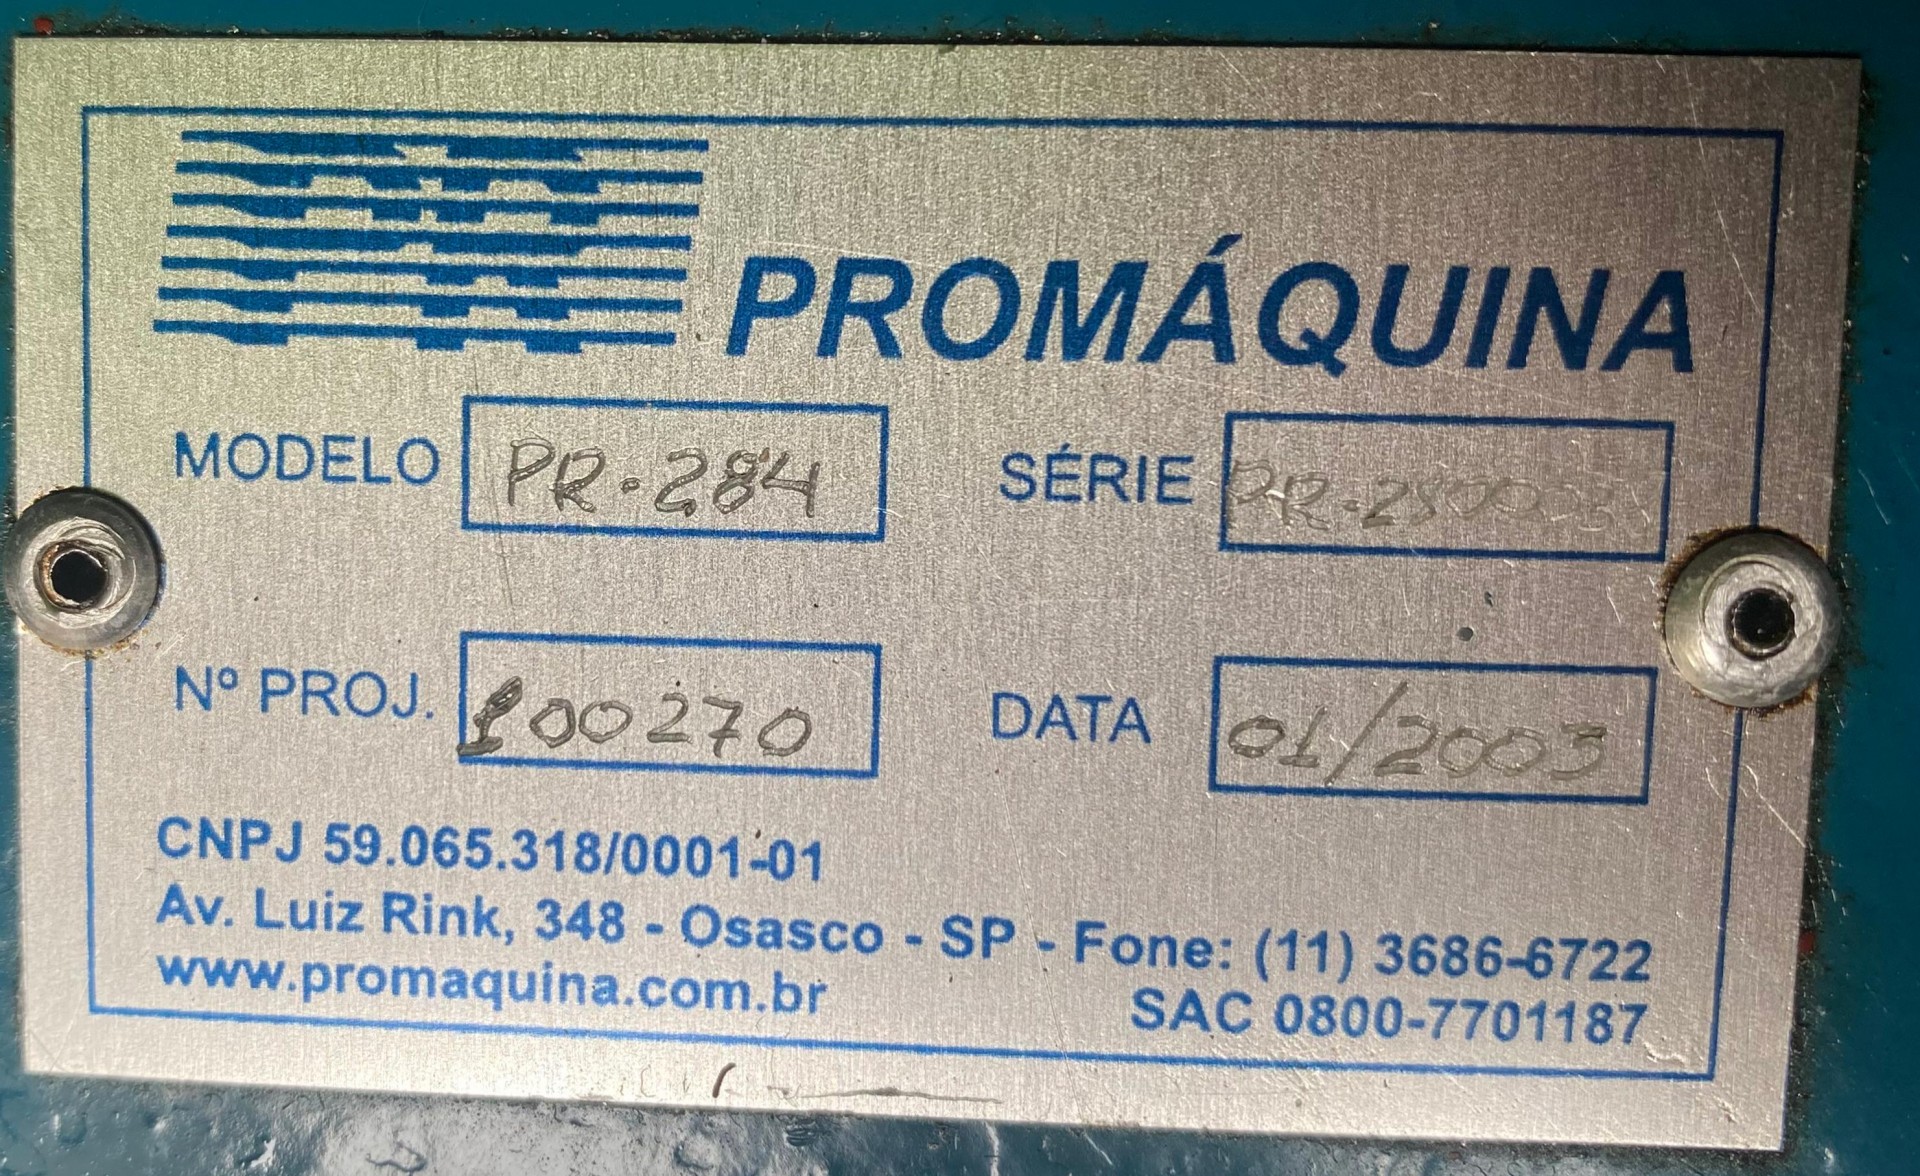 PROMÁQUINA
MODELO PR-284 SÉRIE
Nº PROJ. 100270 DATA 01/2003
CNPJ 59.065.318/0001-01
Av. Luiz Rink, 348 - Osasco - SP - Fone: (11) 3686-6722
www.promaquina.com.br SAC 0800-7701187